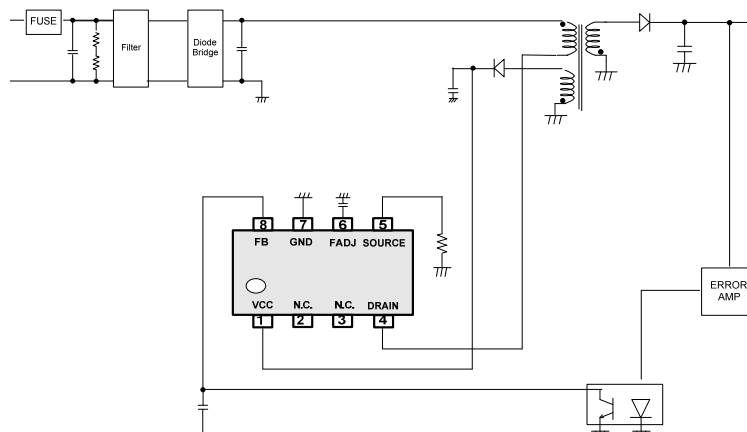 FUSE
Filter
Diode
Bridge
8 7 6 5
FB GND FADJ SOURCE
VCC N.C. N.C. DRAIN
1 2 3 4
ERROR
AMP